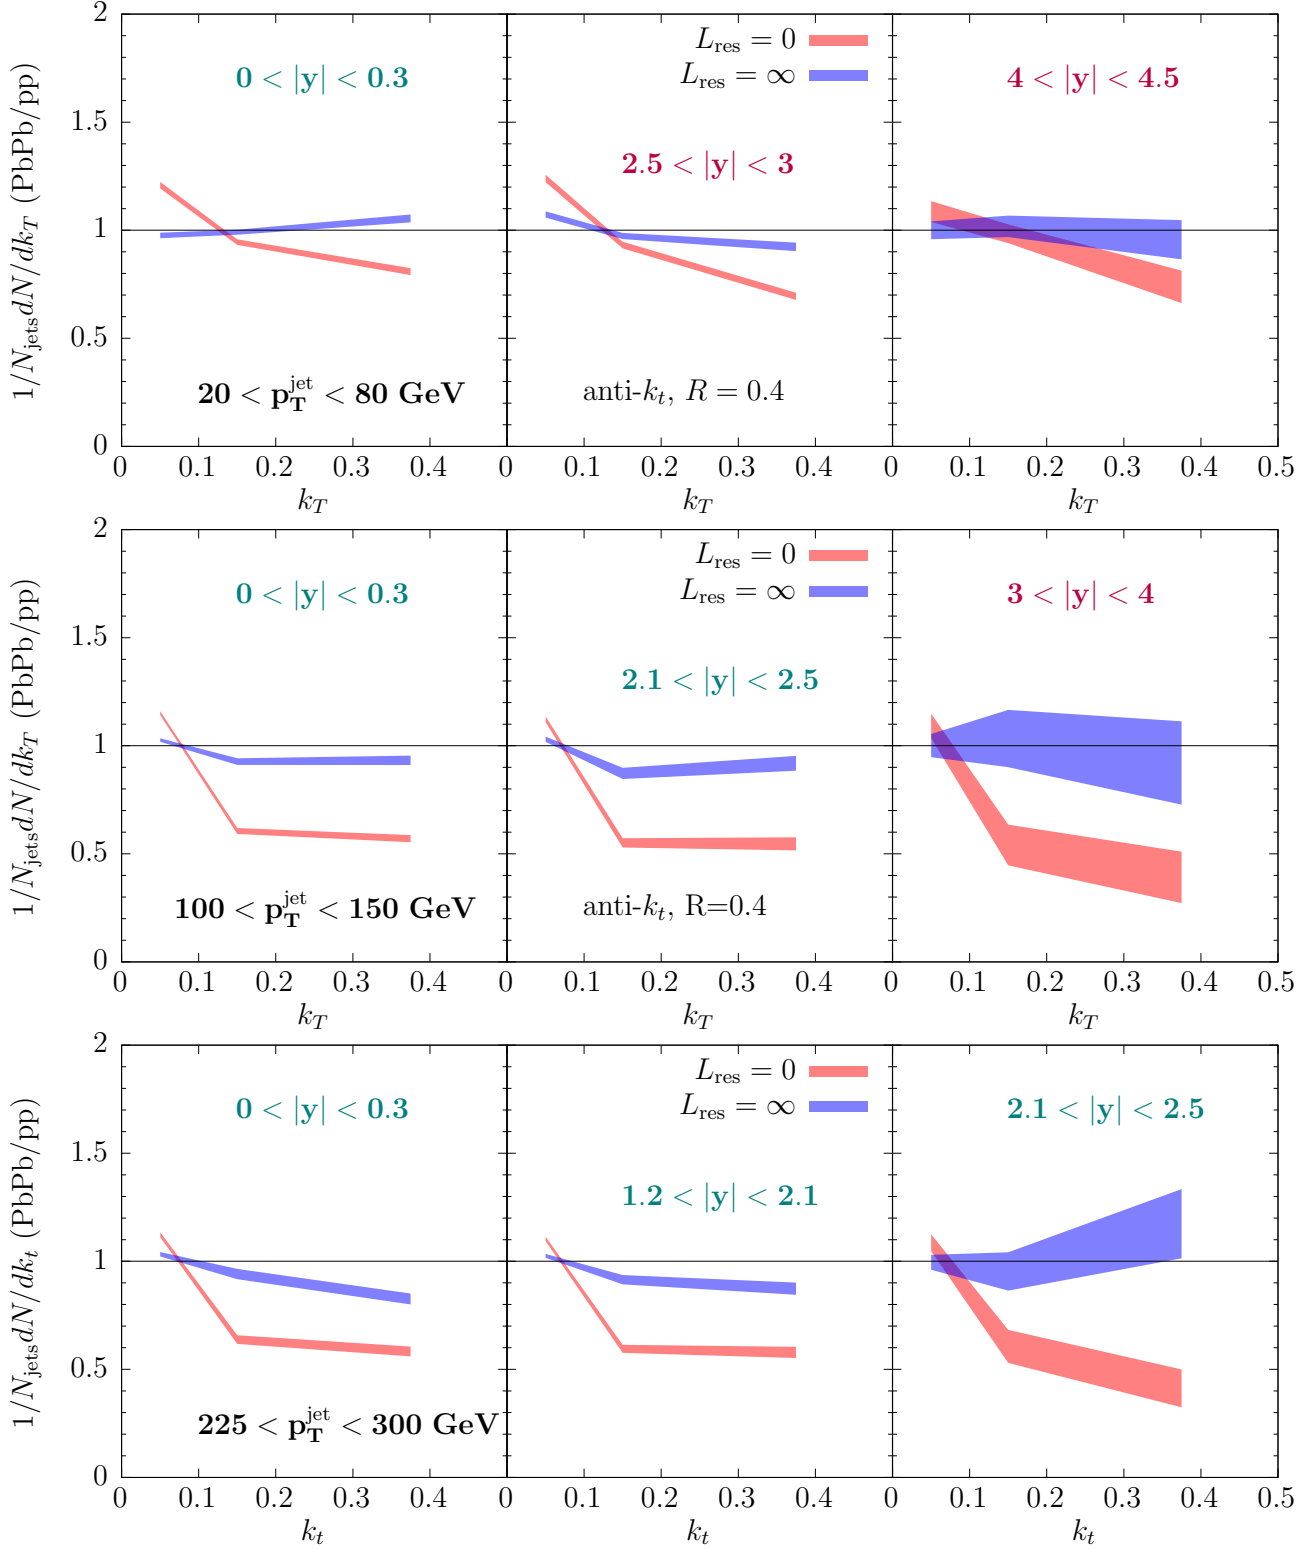 2
1.5
1
0.5
0
1/N_jets dN/dk_T (PbPb/pp)
0 < |y| < 0.3
20 < p_T^jet < 80 GeV
L_res = 0
L_res = ∞
2.5 < |y| < 3
anti-k_t, R = 0.4
4 < |y| < 4.5
0 0.1 0.2 0.3 0.4 0 0.1 0.2 0.3 0.4 0 0.1 0.2 0.3 0.4 0.5
k_T k_T k_T
2
1.5
1
0.5
0
1/N_jets dN/dk_T (PbPb/pp)
0 < |y| < 0.3
100 < p_T^jet < 150 GeV
L_res = 0
L_res = ∞
2.1 < |y| < 2.5
anti-k_t, R=0.4
3 < |y| < 4
0 0.1 0.2 0.3 0.4 0 0.1 0.2 0.3 0.4 0 0.1 0.2 0.3 0.4 0.5
k_T k_T k_T
2
1.5
1
0.5
0
1/N_jets dN/dk_t (PbPb/pp)
0 < |y| < 0.3
225 < p_T^jet < 300 GeV
L_res = 0
L_res = ∞
1.2 < |y| < 2.1
2.1 < |y| < 2.5
0 0.1 0.2 0.3 0.4 0 0.1 0.2 0.3 0.4 0 0.1 0.2 0.3 0.4 0.5
k_t k_t k_t